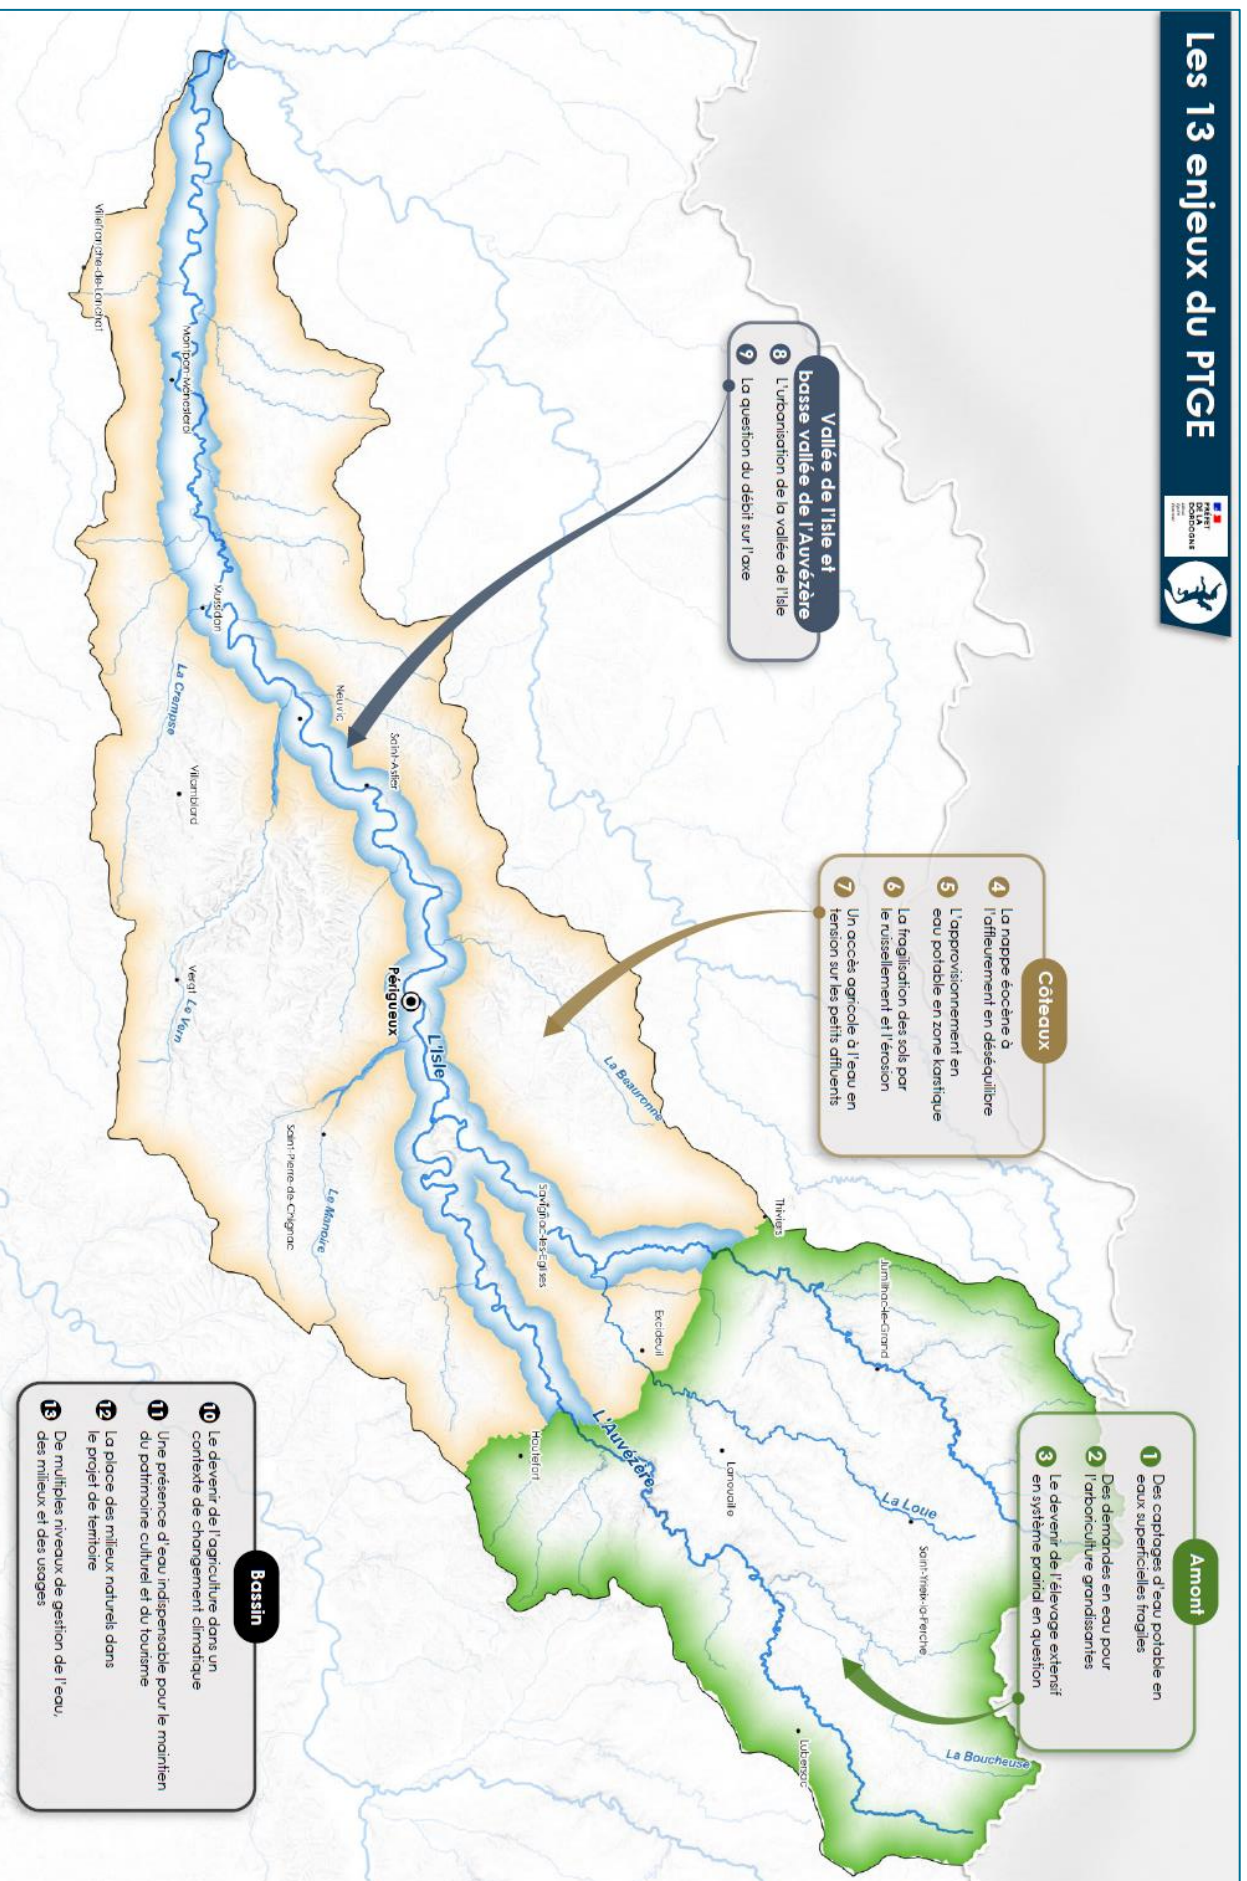 Les 13 enjeux du PTGE
PRÉFET
DE LA
DORDOGNE
Vallée de l'Isle et
basse vallée de l'Auvézère
8 L'urbanisation de la vallée de l'Isle
9 La question du débit sur l'axe
Côteaux
4 La nappe éocène à
l'affleurement en déséquilibre
5 L'approvisionnement en
eau potable en zone karstique
6 La fragilisation des sols par
le ruissellement et l'érosion
7 Un accès agricole à l'eau en
tension sur les petits affluents
Amont
1 Des captages d'eau potable en
eaux superficielles fragiles
2 Des demandes en eau pour
l'arboriculture grandissantes
3 Le devenir de l'élevage extensif
en système prairial en question
Bassin
10 Le devenir de l'agriculture dans un
contexte de changement climatique
11 Une présence d'eau indispensable pour le maintien
du patrimoine culturel et du tourisme
12 La place des milieux naturels dans
le projet de territoire
13 De multiples niveaux de gestion de l'eau,
des milieux et des usages
Villefranche-de-Lonchat
Montpon-Ménestérol
Mussidan
La Crempse
Neuvic
Saint-Astier
Villamblard
Vergt
Le Vern
Périgueux
L'Isle
La Beauronne
Saint-Pierre-de-Chignac
Le Manoire
Savignac-les-Eglises
Thiviers
Jumilhac-le-Grand
Excideuil
L'Auvézère
Hautefort
Lanouaille
La Loue
Saint-Yrieix-la-Perche
Lubersac
La Boucheuse